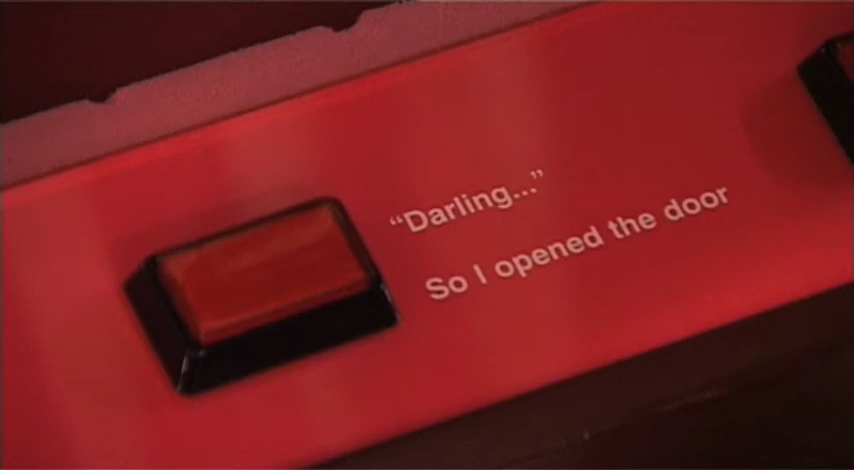 “Darling...”
So I opened the door